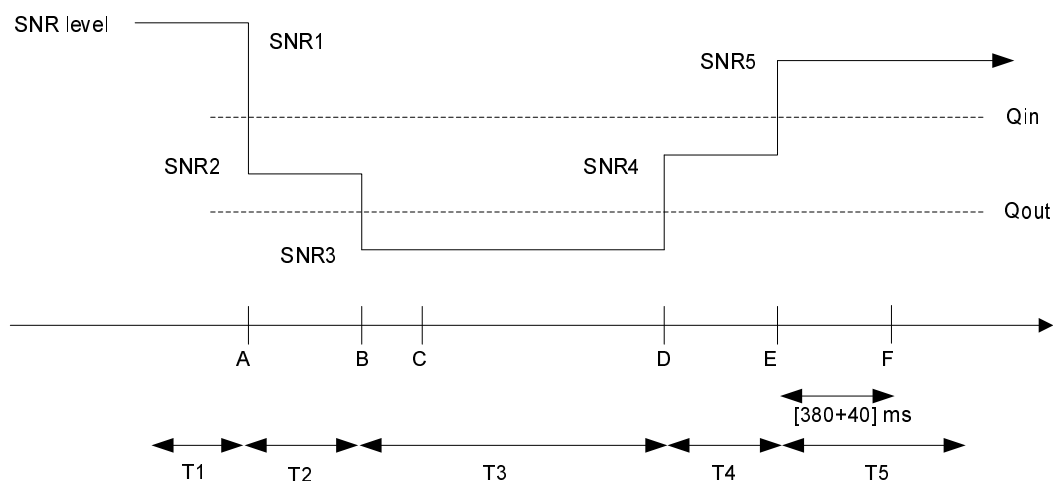 SNR level
SNR1
SNR5
Qin
SNR2
SNR4
Qout
SNR3
A
B
C
D
E
F
[380+40] ms
T1
T2
T3
T4
T5